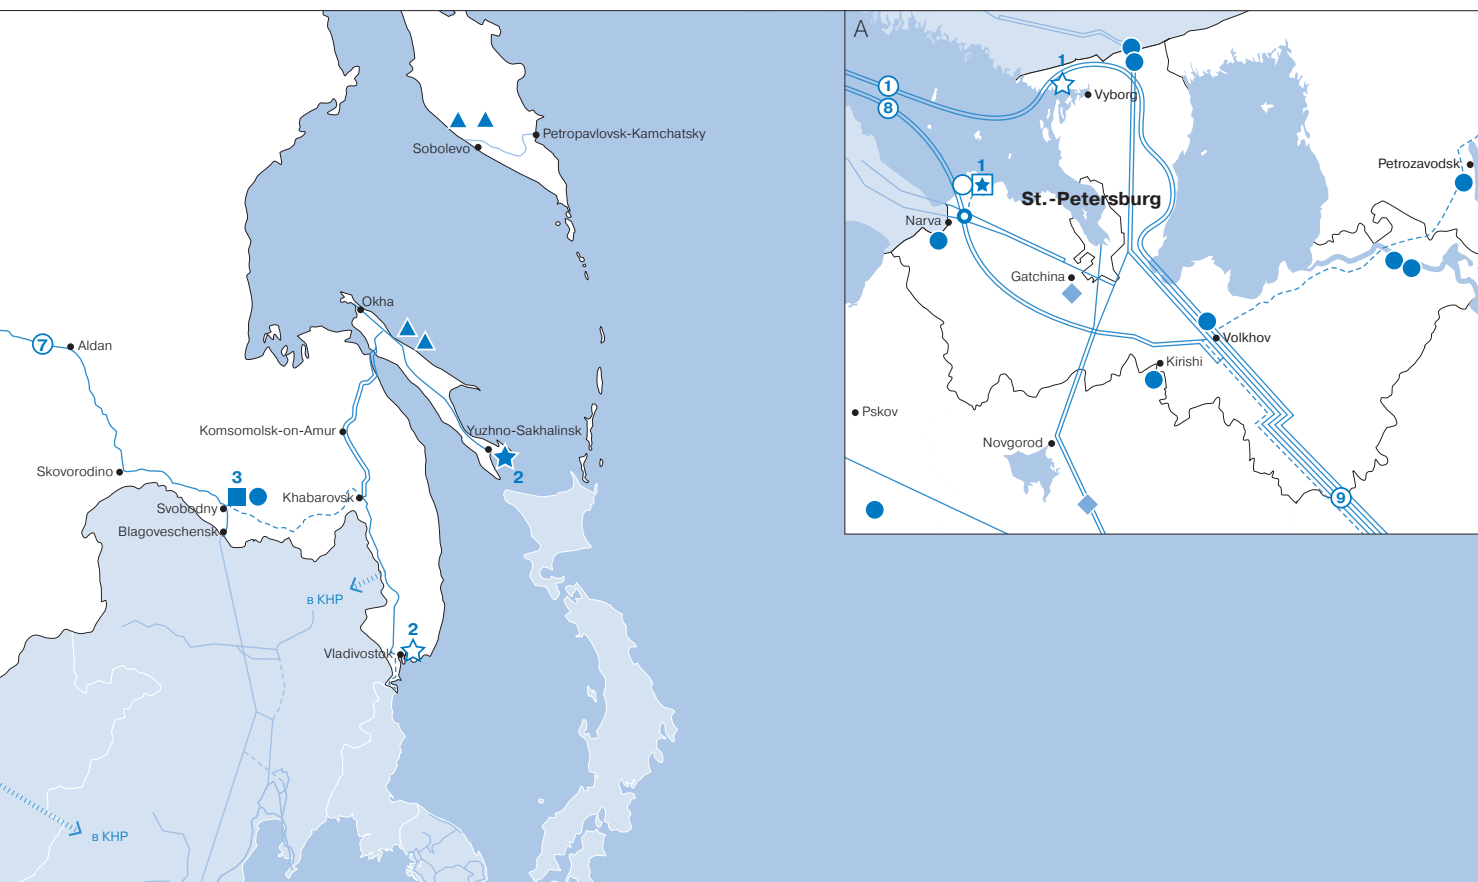 A
1
1
Vyborg
8
Petropavlovsk-Kamchatsky
Sobolevo
Petrozavodsk
1
St.-Petersburg
Narva
Gatchina
Okha
7
Aldan
Volkhov
Kirishi
Pskov
Komsomolsk-on-Amur
Yuzhno-Sakhalinsk
Novgorod
Skovorodino
3
2
Khabarovsk
9
Svobodny
Blagoveschensk
в КНР
2
Vladivostok
в КНР